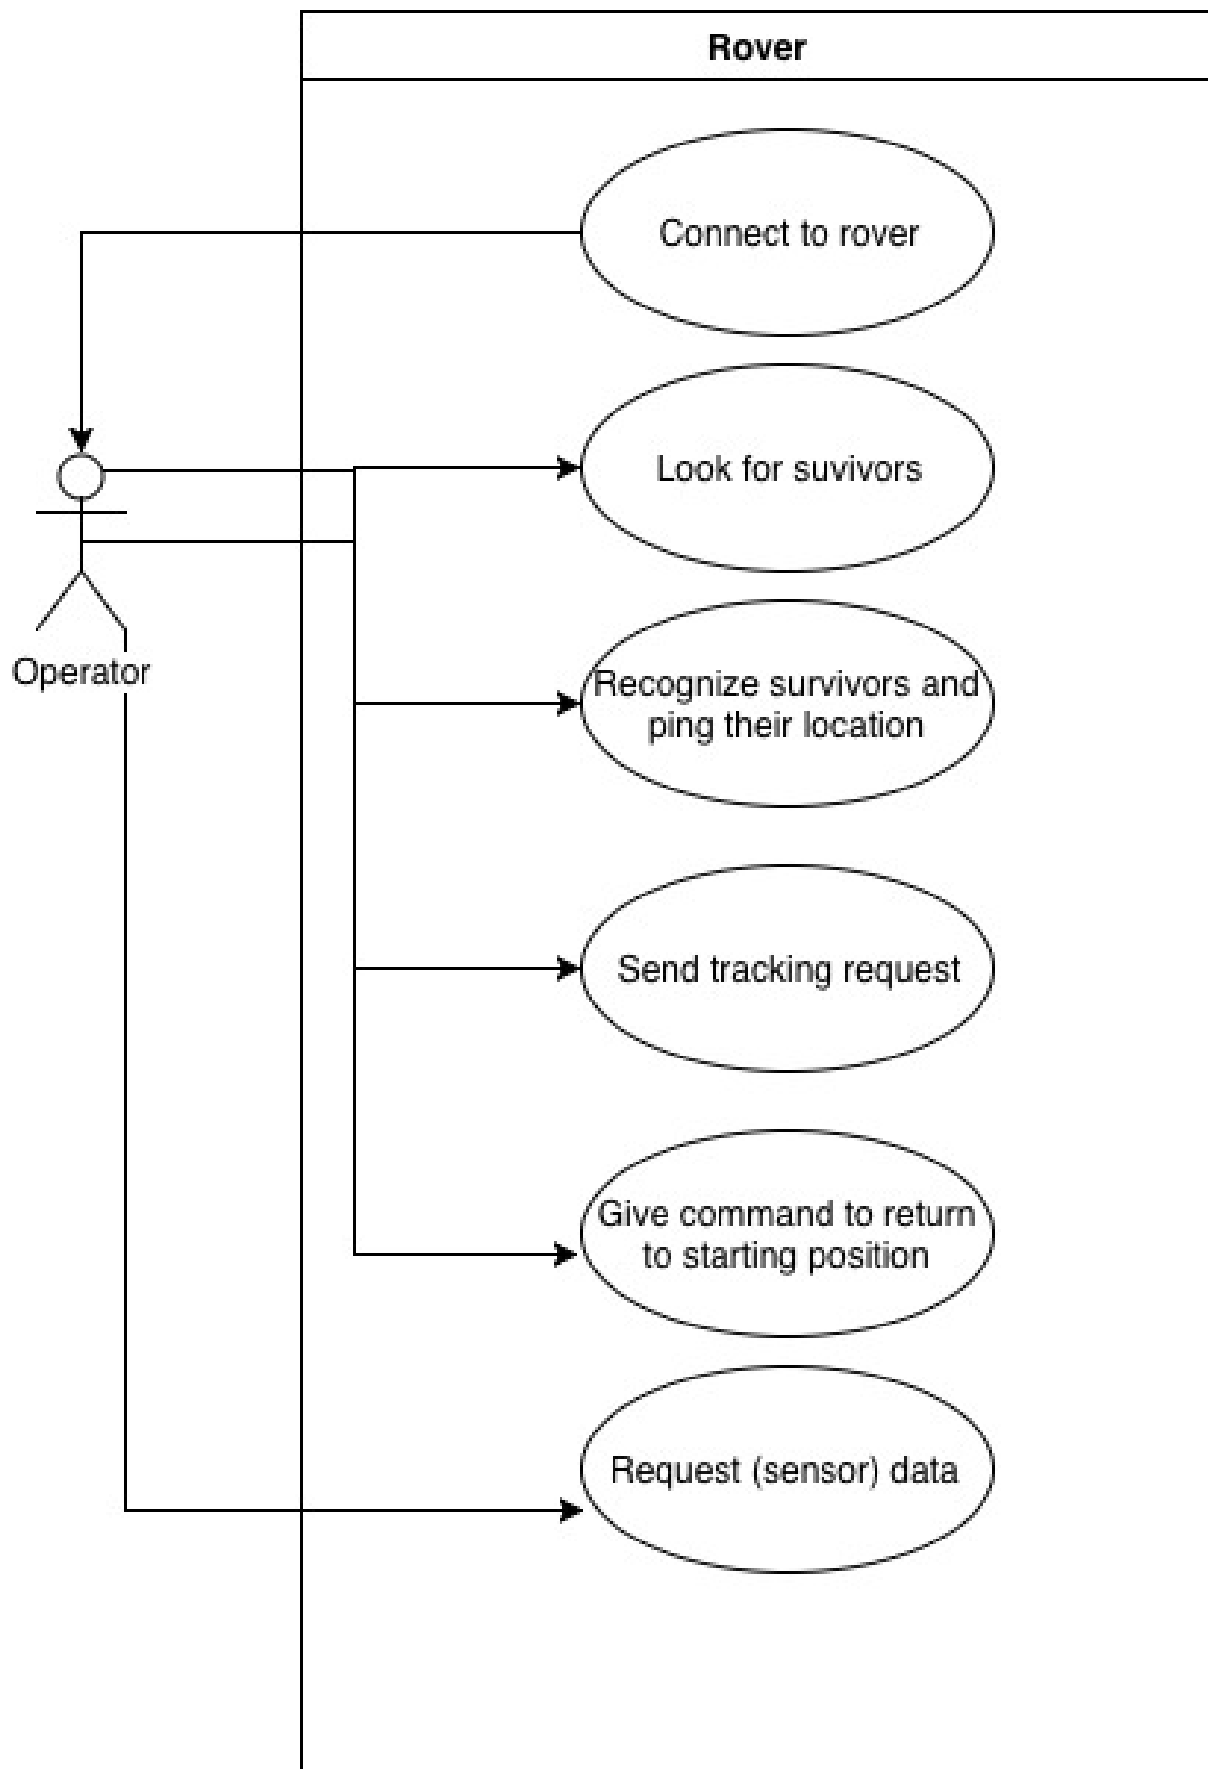 Rover
Connect to rover
Look for suvivors
Operator
Recognize survivors and
ping their location
Send tracking request
Give command to return
to starting position
Request (sensor) data